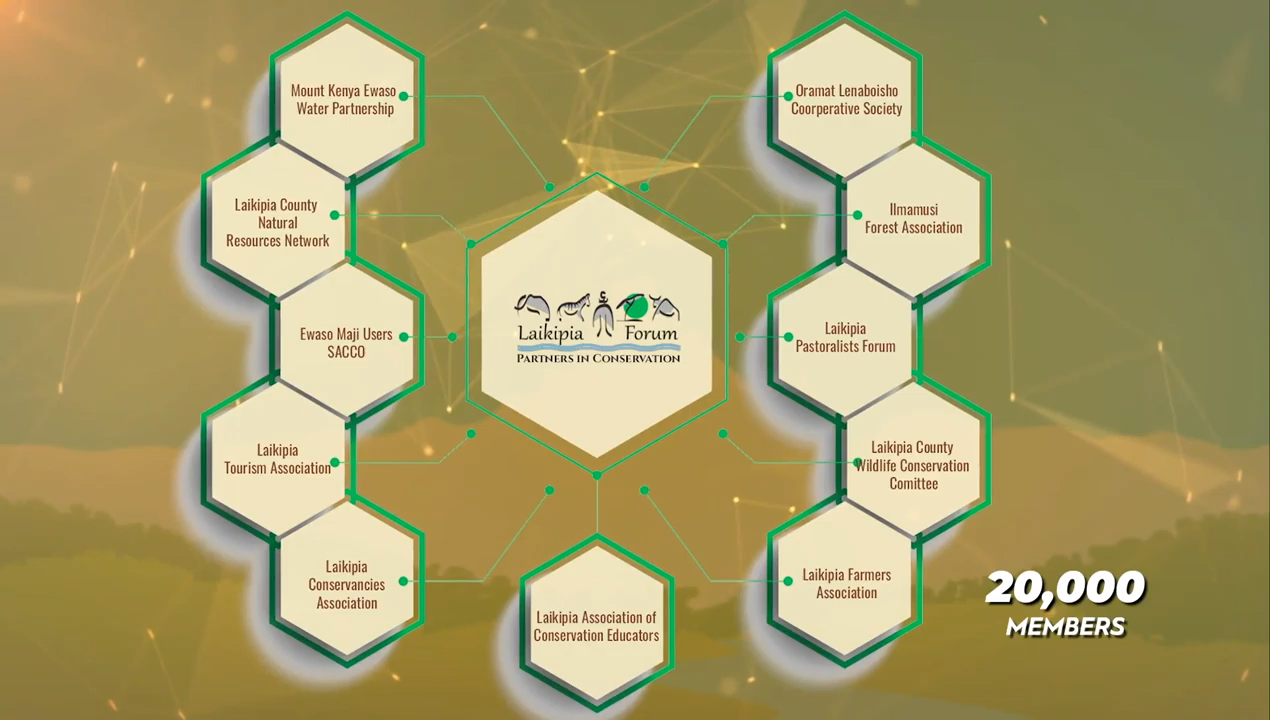 Mount Kenya Ewaso
Water Partnership
Laikipia County
Natural
Resources Network
Ewaso Maji Users
SACCO
Laikipia
Tourism Association
Laikipia
Conservancies
Association
Laikipia Forum
PARTNERS IN CONSERVATION
Laikipia Association of
Conservation Educators
Oramat Lenaboisho
Coorperative Society
Ilmamusi
Forest Association
Laikipia
Pastoralists Forum
Laikipia County
Wildlife Conservation
Comittee
Laikipia Farmers
Association
20,000
MEMBERS